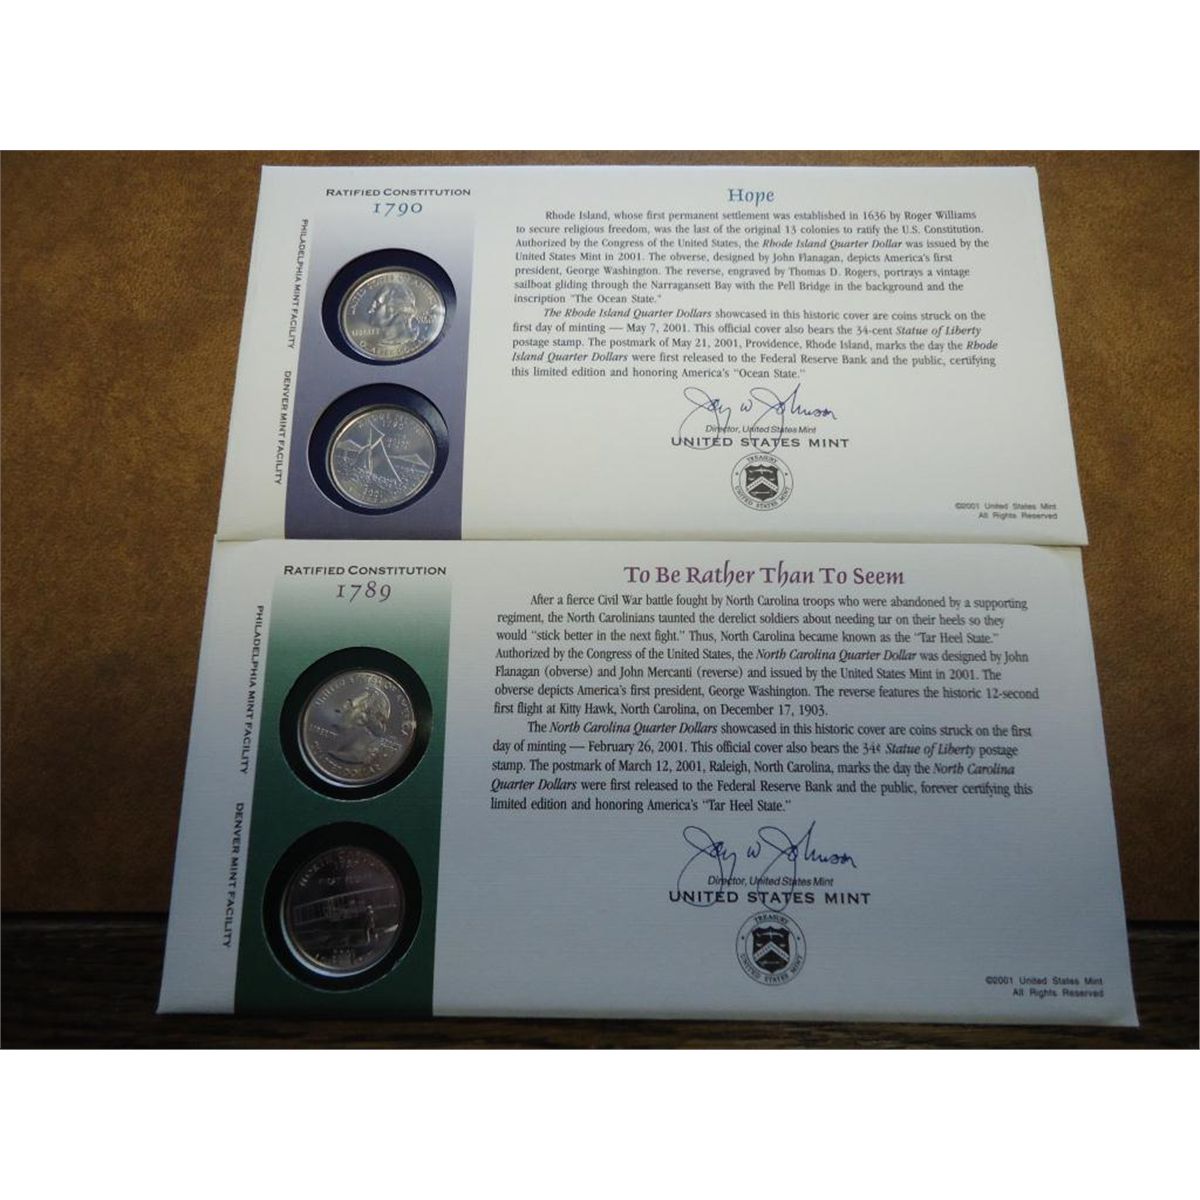 RATIFIED CONSTITUTION
1790
PHILADELPHIA MINT FACILITY
DENVER MINT FACILITY
Hope
Rhode Island, whose first permanent settlement was established in 1636 by Roger Williams
to secure religious freedom, was the last of the original 13 colonies to ratify the U.S. Constitution.
Authorized by the Congress of the United States, the Rhode Island Quarter Dollar was issued by the
United States Mint in 2001. The obverse, designed by John Flanagan, depicts America's first
president, George Washington. The reverse, engraved by Thomas D. Rogers, portrays a vintage
sailboat gliding through the Narragansett Bay with the Pell Bridge in the background and the
inscription "The Ocean State."
The Rhode Island Quarter Dollars showcased in this historic cover are coins struck on the
first day of minting — May 7, 2001. This official cover also bears the 34-cent Statue of Liberty
postage stamp. The postmark of May 21, 2001, Providence, Rhode Island, marks the day the Rhode
Island Quarter Dollars were first released to the Federal Reserve Bank and the public, certifying
this limited edition and honoring America's "Ocean State."
Jay W Johnson
Director, United States Mint
UNITED STATES MINT
TREASURY
UNITED STATES MINT
©2001 United States Mint
All Rights Reserved
RATIFIED CONSTITUTION
1789
PHILADELPHIA MINT FACILITY
DENVER MINT FACILITY
To Be Rather Than To Seem
After a fierce Civil War battle fought by North Carolina troops who were abandoned by a supporting
regiment, the North Carolinians taunted the derelict soldiers about needing tar on their heels so they
would "stick better in the next fight." Thus, North Carolina became known as the "Tar Heel State."
Authorized by the Congress of the United States, the North Carolina Quarter Dollar was designed by John
Flanagan (obverse) and John Mercanti (reverse) and issued by the United States Mint in 2001. The
obverse depicts America's first president, George Washington. The reverse features the historic 12-second
first flight at Kitty Hawk, North Carolina, on December 17, 1903.
The North Carolina Quarter Dollars showcased in this historic cover are coins struck on the first
day of minting — February 26, 2001. This official cover also bears the 34¢ Statue of Liberty postage
stamp. The postmark of March 12, 2001, Raleigh, North Carolina, marks the day the North Carolina
Quarter Dollars were first released to the Federal Reserve Bank and the public, forever certifying this
limited edition and honoring America's "Tar Heel State."
Jay W Johnson
Director, United States Mint
UNITED STATES MINT
TREASURY
UNITED STATES MINT
©2001 United States Mint
All Rights Reserved